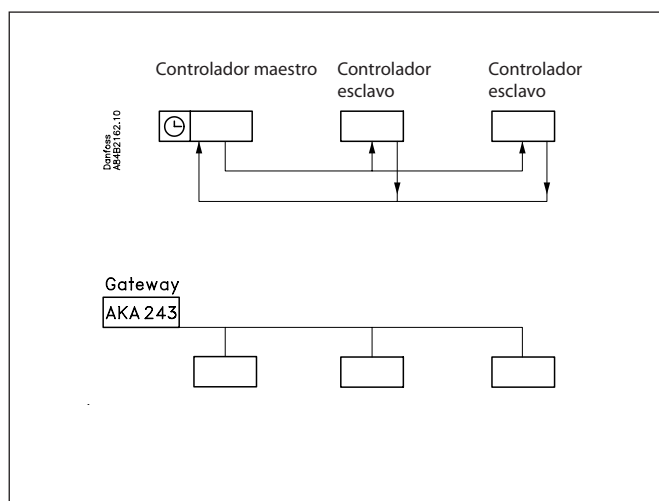 Controlador maestro
Controlador
esclavo
Controlador
esclavo
Danfoss
A84B2162.10
Gateway
AKA 243